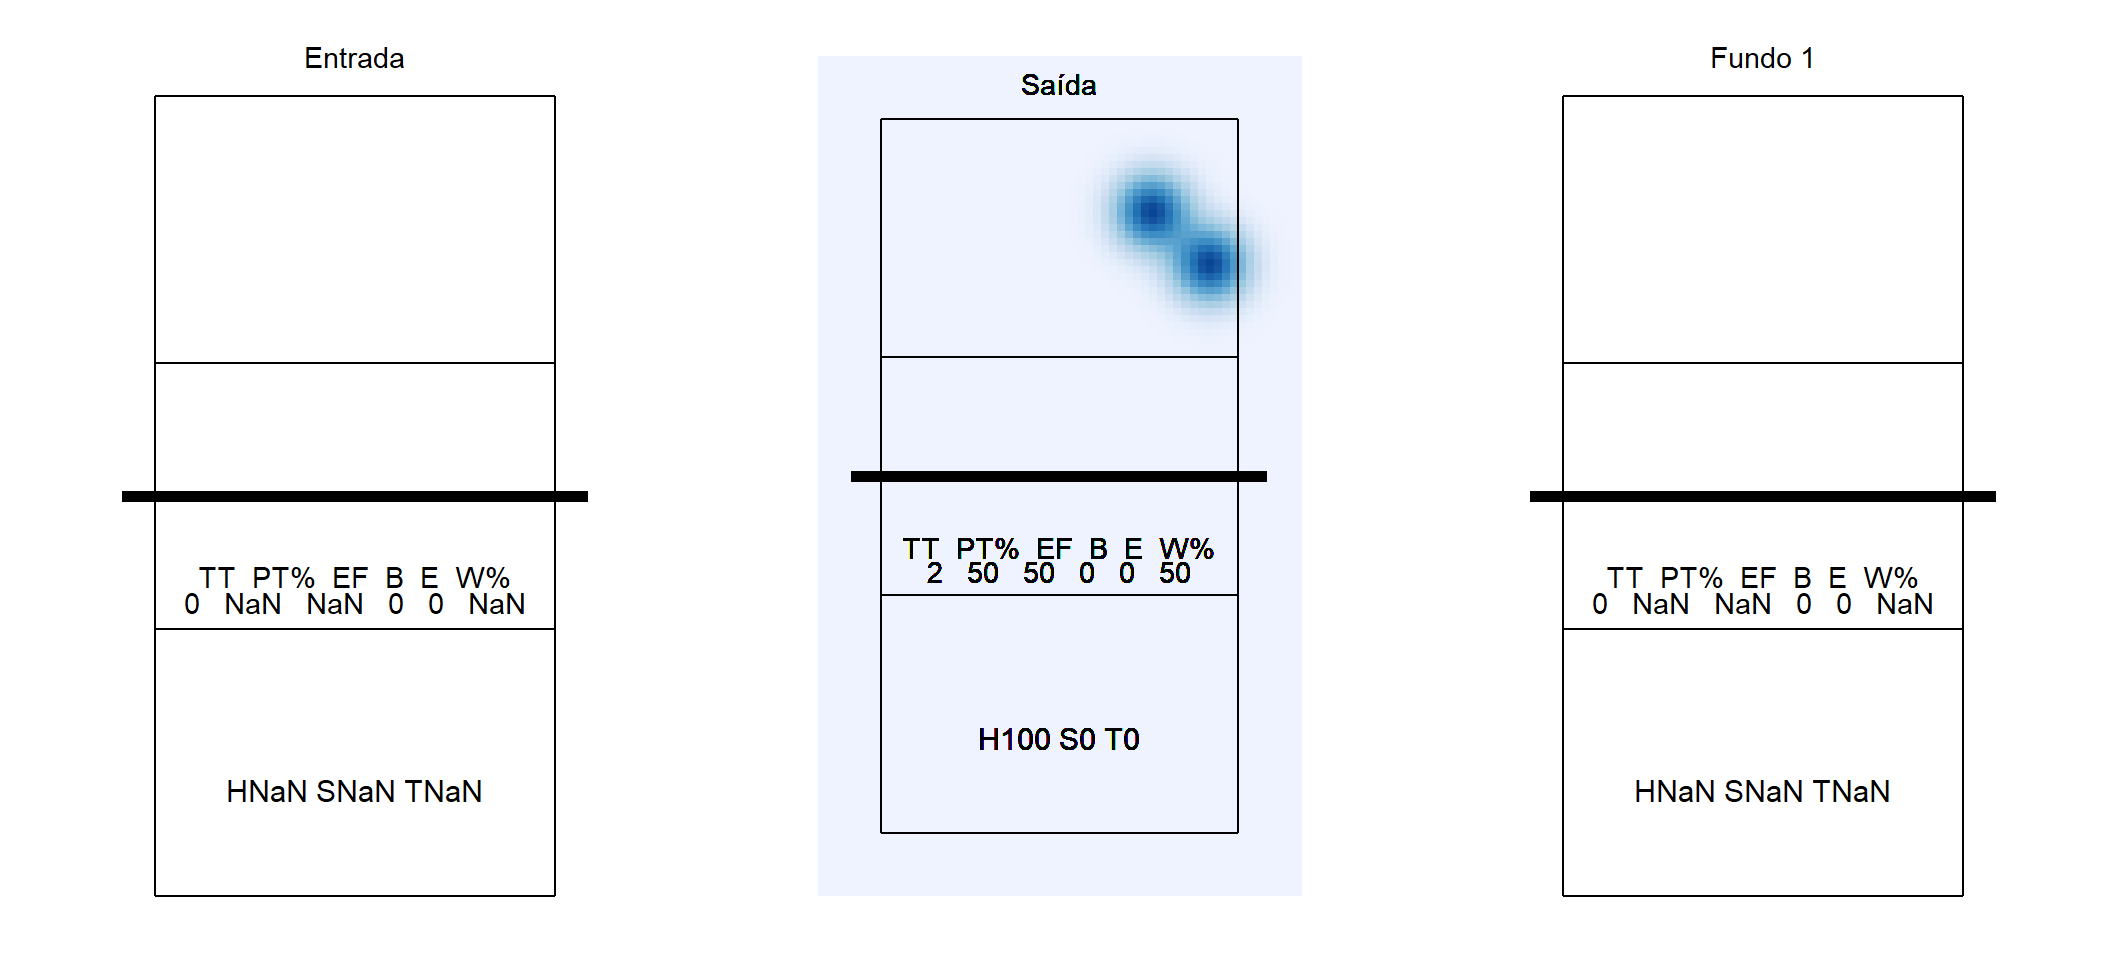 Entrada
TT PT% EF B E W%
0 NaN NaN 0 0 NaN
HNaN SNaN TNaN
Saída
TT PT% EF B E W%
2 50 50 0 0 50
H100 S0 T0
Fundo 1
TT PT% EF B E W%
0 NaN NaN 0 0 NaN
HNaN SNaN TNaN